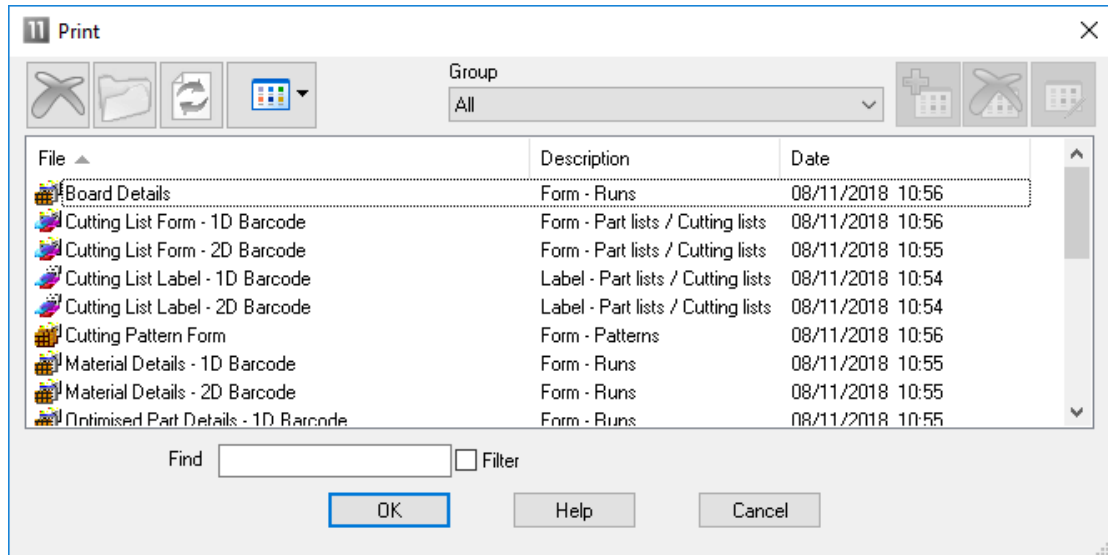 11 Print
Group
All
File Description Date
Board Details Form - Runs 08/11/2018 10:56
Cutting List Form - 1D Barcode Form - Part lists / Cutting lists 08/11/2018 10:56
Cutting List Form - 2D Barcode Form - Part lists / Cutting lists 08/11/2018 10:55
Cutting List Label - 1D Barcode Label - Part lists / Cutting lists 08/11/2018 10:54
Cutting List Label - 2D Barcode Label - Part lists / Cutting lists 08/11/2018 10:54
Cutting Pattern Form Form - Patterns 08/11/2018 10:56
Material Details - 1D Barcode Form - Runs 08/11/2018 10:55
Material Details - 2D Barcode Form - Runs 08/11/2018 10:55
Optimised Part Details - 1D Barcode Form - Runs 08/11/2018 10:55
Find Filter
OK Help Cancel